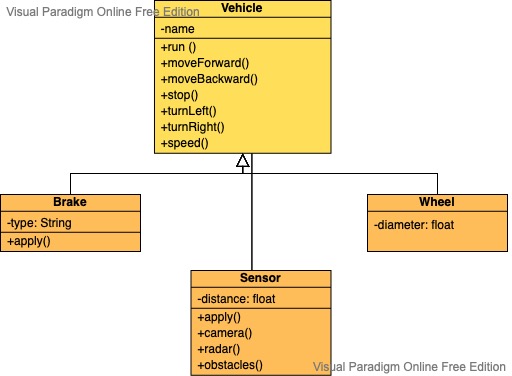 Visual Paradigm Online Free Edition
Vehicle
-name
+run ()
+moveForward()
+moveBackward()
+stop()
+turnLeft()
+turnRight()
+speed()
Brake
-type: String
+apply()
Wheel
-diameter: float
Sensor
-distance: float
+apply()
+camera()
+radar()
+obstacles()
Visual Paradigm Online Free Edition